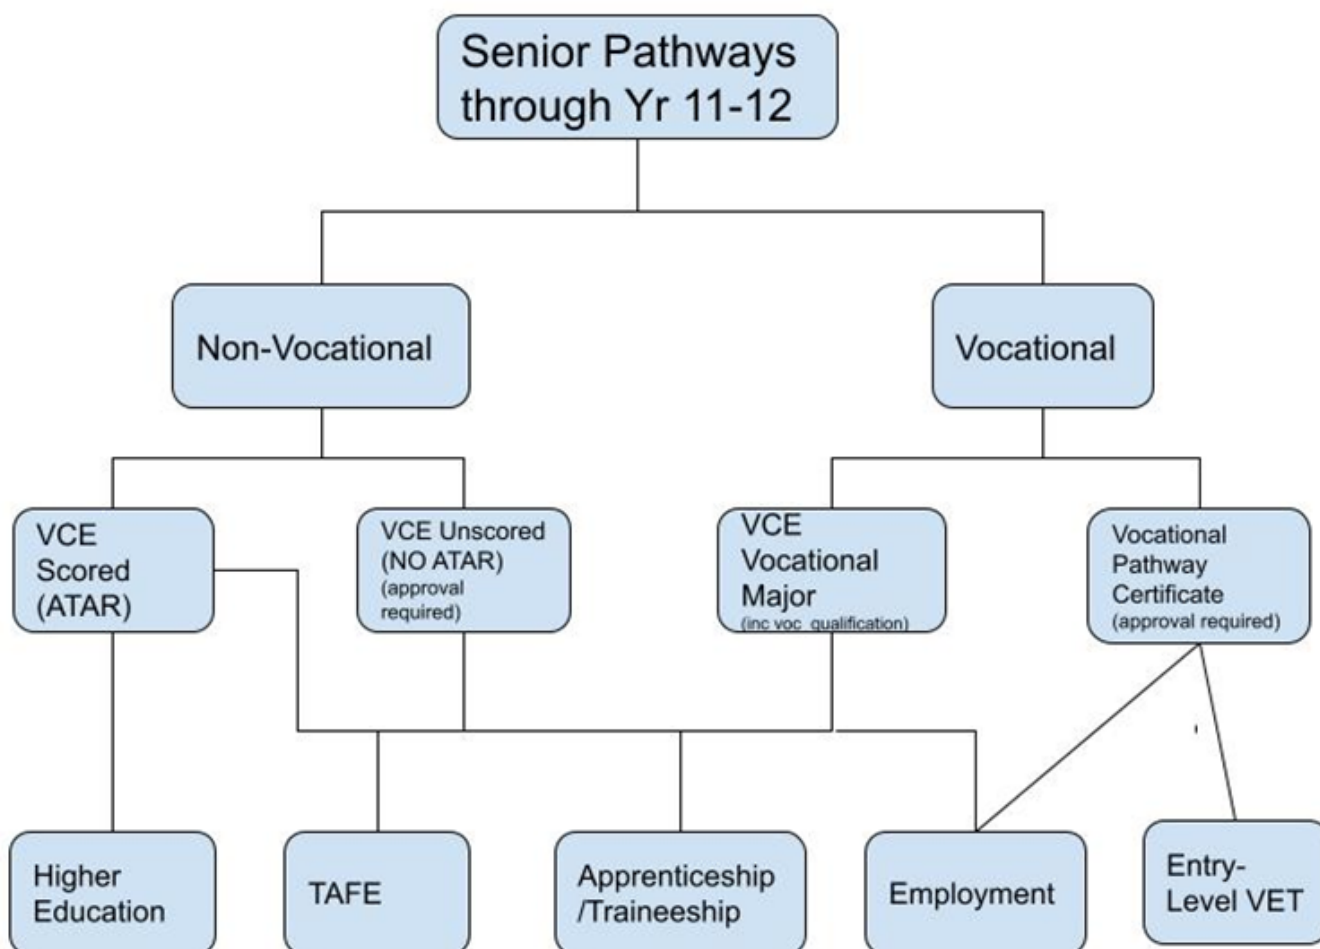 Senior Pathways
through Yr 11-12
Non-Vocational
Vocational
VCE
Scored
(ATAR)
VCE Unscored
(NO ATAR)
(approval
required)
VCE
Vocational
Major
(inc voc qualification)
Vocational
Pathway
Certificate
(approval required)
Higher
Education
TAFE
Apprenticeship
/Traineeship
Employment
Entry-
Level VET